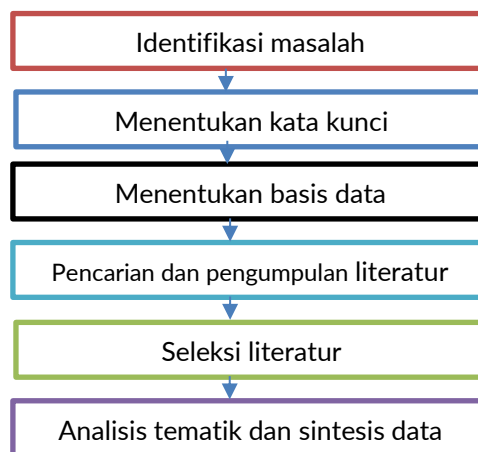 Identifikasi masalah
Menentukan kata kunci
Menentukan basis data
Pencarian dan pengumpulan literatur
Seleksi literatur
Analisis tematik dan sintesis data